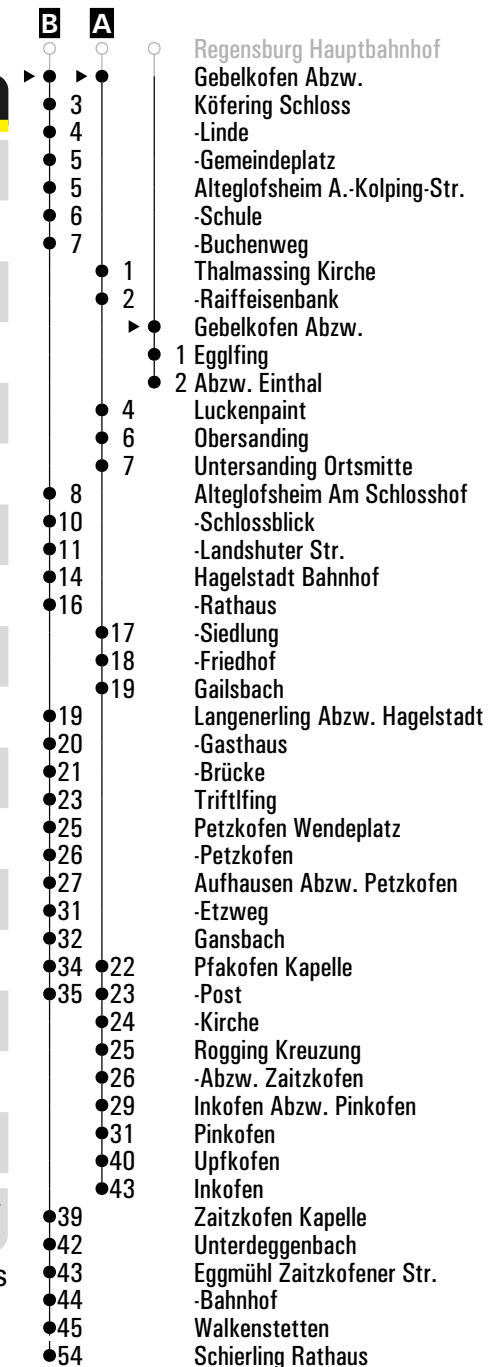 B A
Regensburg Hauptbahnhof
Gebelkofen Abzw.
3 Köfering Schloss
4 -Linde
5 -Gemeindeplatz
5 Alteglofsheim A.-Kolping-Str.
6 -Schule
7 -Buchenweg
1 Thalmassing Kirche
2 -Raiffeisenbank
Gebelkofen Abzw.
1 Egglfing
2 Abzw. Einthal
4 Luckenpaint
6 Obersanding
7 Untersanding Ortsmitte
8 Alteglofsheim Am Schlosshof
10 -Schlossblick
11 -Landshuter Str.
14 Hagelstadt Bahnhof
16 -Rathaus
17 -Siedlung
18 -Friedhof
19 Gailsbach
19 Langenerling Abzw. Hagelstadt
20 -Gasthaus
21 -Brücke
23 Triftlfing
25 Petzkofen Wendeplatz
26 -Petzkofen
27 Aufhausen Abzw. Petzkofen
31 -Etzweg
32 Gansbach
34 22 Pfakofen Kapelle
35 23 -Post
24 -Kirche
25 Rogging Kreuzung
26 -Abzw. Zaitzkofen
29 Inkofen Abzw. Pinkofen
31 Pinkofen
40 Upfkofen
43 Inkofen
39 Zaitzkofen Kapelle
42 Unterdeggenbach
s 43 Eggmühl Zaitzkofener Str.
44 -Bahnhof
45 Walkenstetten
54 Schierling Rathaus